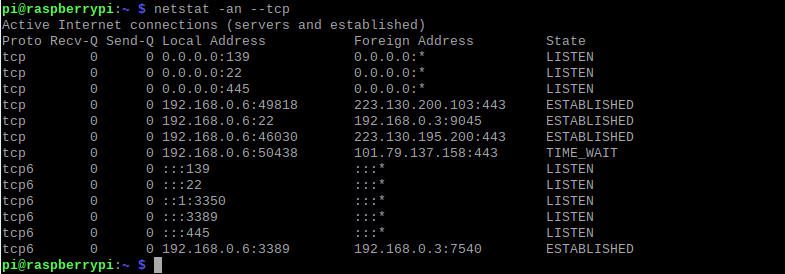 pi@raspberrypi:~ $ netstat -an --tcp
Active Internet connections (servers and established)
Proto Recv-Q Send-Q Local Address           Foreign Address         State
tcp        0      0 0.0.0.0:139             0.0.0.0:*               LISTEN
tcp        0      0 0.0.0.0:22              0.0.0.0:*               LISTEN
tcp        0      0 0.0.0.0:445             0.0.0.0:*               LISTEN
tcp        0      0 192.168.0.6:49818       223.130.200.103:443     ESTABLISHED
tcp        0      0 192.168.0.6:22          192.168.0.3:9045        ESTABLISHED
tcp        0      0 192.168.0.6:46030       223.130.195.200:443     ESTABLISHED
tcp        0      0 192.168.0.6:50438       101.79.137.158:443      TIME_WAIT
tcp6       0      0 :::139                  :::*                    LISTEN
tcp6       0      0 :::22                   :::*                    LISTEN
tcp6       0      0 ::1:3350                :::*                    LISTEN
tcp6       0      0 :::3389                 :::*                    LISTEN
tcp6       0      0 :::445                  :::*                    LISTEN
tcp6       0      0 192.168.0.6:3389        192.168.0.3:7540        ESTABLISHED
pi@raspberrypi:~ $